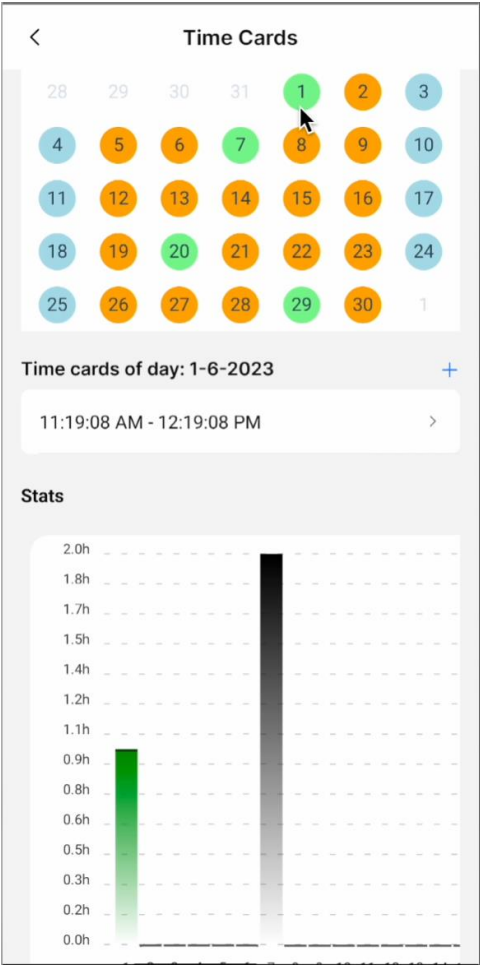 Time Cards
28 29 30 31 1 2 3
4 5 6 7 8 9 10
11 12 13 14 15 16 17
18 19 20 21 22 23 24
25 26 27 28 29 30 1
Time cards of day: 1-6-2023 +
11:19:08 AM - 12:19:08 PM
Stats
2.0h
1.8h
1.7h
1.5h
1.4h
1.2h
1.1h
0.9h
0.8h
0.6h
0.5h
0.3h
0.2h
0.0h